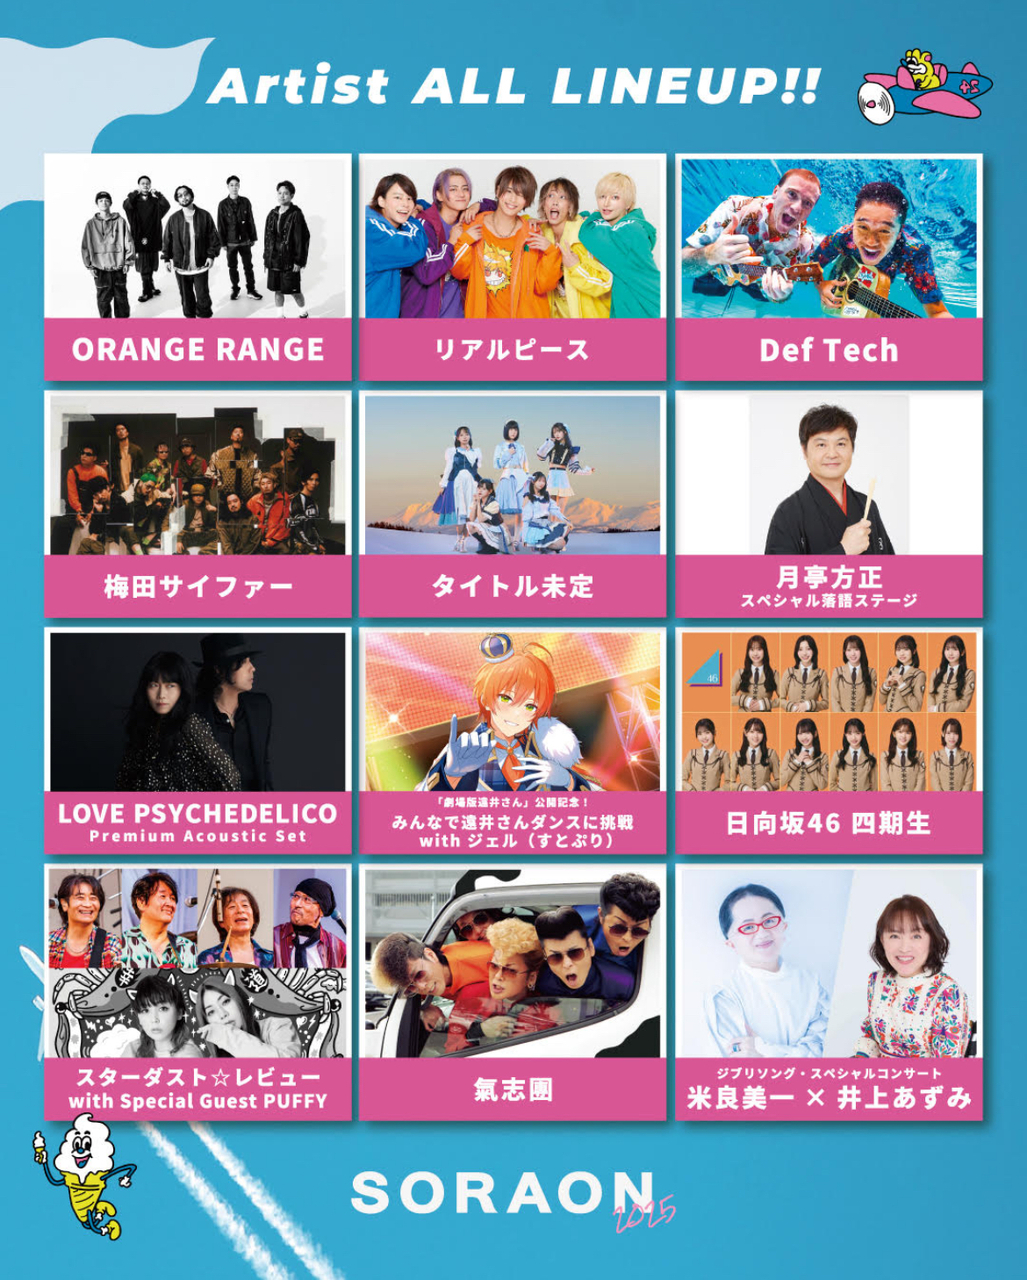 Artist ALL LINEUP!!
24
ORANGE RANGE
リアルピース
Def Tech
梅田サイファー
タイトル未定
月亭方正
スペシャル落語ステージ
LOVE PSYCHEDELICO
Premium Acoustic Set
「劇場版遠井さん」公開記念！
みんなで遠井さんダンスに挑戦
with ジェル（すとぷり）
46
日向坂46 四期生
道
スターダスト☆レビュー
with Special Guest PUFFY
氣志團
ジブリソング・スペシャルコンサート
米良美一 × 井上あずみ
SORAON
2025